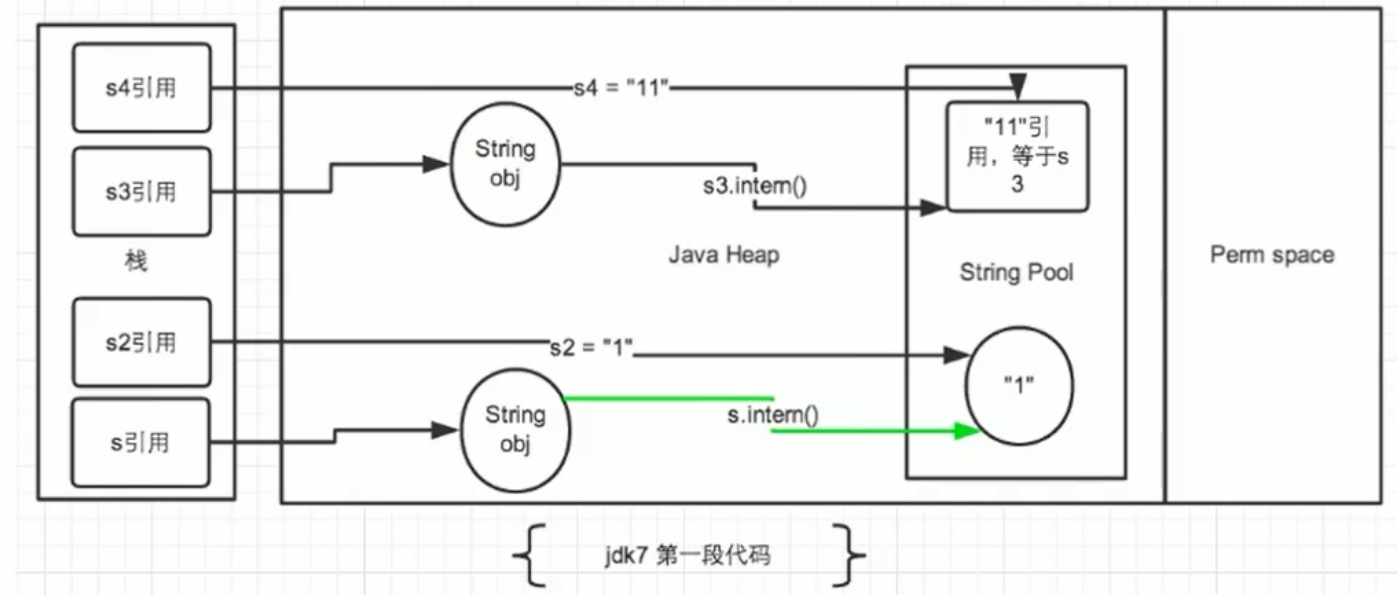 s4引用
s4 = "11"
"11"引
用，等于s
3
String
obj
s3引用
s3.intern()
栈
Java Heap
String Pool
Perm space
s2引用
s2 = "1"
"1"
String
obj
s.intern()
s引用
jdk7 第一段代码